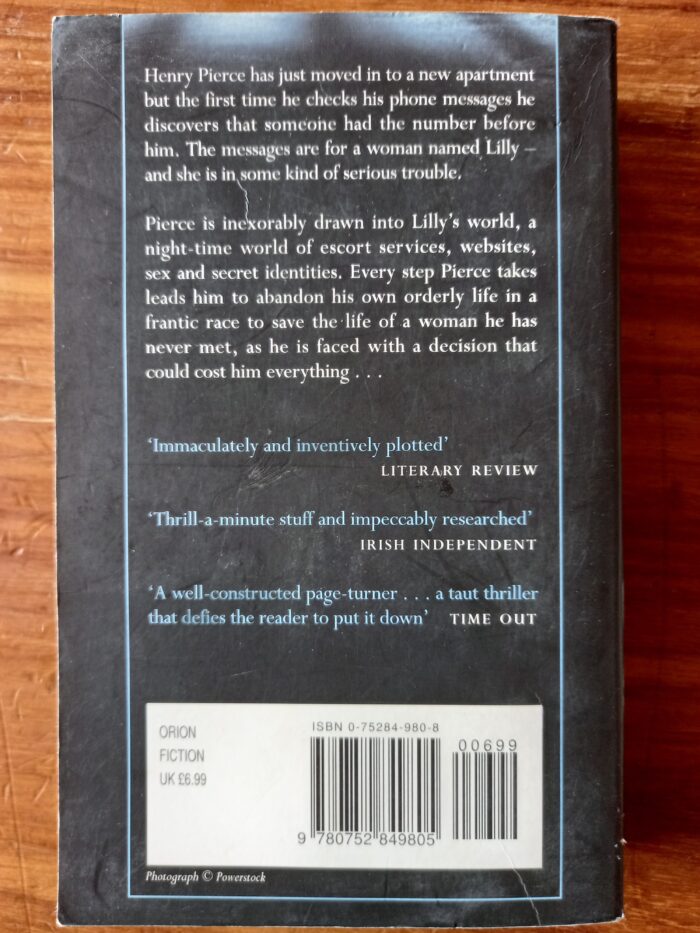 Henry Pierce has just moved in to a new apartment
but the first time he checks his phone messages he
discovers that someone had the number before
him. The messages are for a woman named Lilly –
and she is in some kind of serious trouble.
Pierce is inexorably drawn into Lilly's world, a
night-time world of escort services, websites,
sex and secret identities. Every step Pierce takes
leads him to abandon his own orderly life in a
frantic race to save the life of a woman he has
never met, as he is faced with a decision that
could cost him everything . . .
'Immaculately and inventively plotted'
LITERARY REVIEW
'Thrill-a-minute stuff and impeccably researched'
IRISH INDEPENDENT
'A well-constructed page-turner . . . a taut thriller
that defies the reader to put it down' TIME OUT
ORION
FICTION
UK £6.99
ISBN 0-75284-980-8
00699
9 780752 849805
Photograph © Powerstock